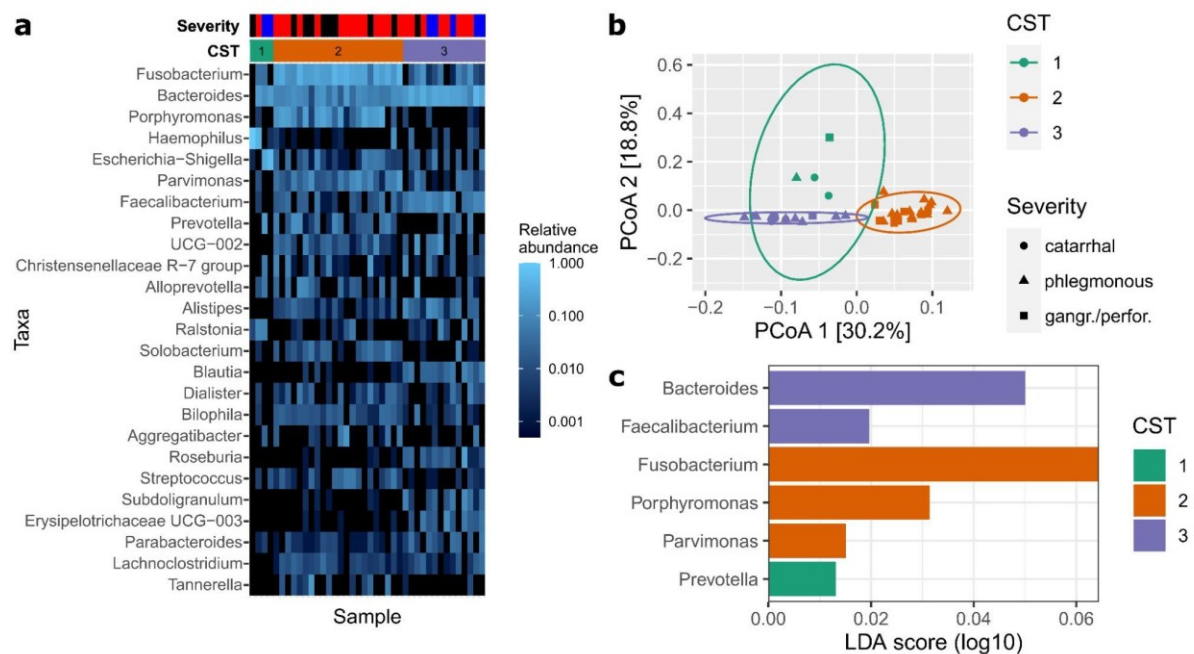 a
Severity
CST
1 2 3
Fusobacterium
Bacteroides
Porphyromonas
Haemophilus
Escherichia−Shigella
Parvimonas
Faecalibacterium
Prevotella
UCG−002
Christensenellaceae R−7 group
Alloprevotella
Alistipes
Ralstonia
Solobacterium
Blautia
Dialister
Bilophila
Aggregatibacter
Roseburia
Streptococcus
Subdoligranulum
Erysipelotrichaceae UCG−003
Parabacteroides
Lachnoclostridium
Tannerella
Taxa
Sample
Relative
abundance
1.000
0.100
0.010
0.001
b
PCoA 2 [18.8%]
0.6
0.4
0.2
0.0
−0.2
−0.2 −0.1 0.0 0.1
PCoA 1 [30.2%]
CST
1
2
3
Severity
catarrhal
phlegmonous
gangr./perfor.
c
Bacteroides
Faecalibacterium
Fusobacterium
Porphyromonas
Parvimonas
Prevotella
0.00 0.02 0.04 0.06
LDA score (log10)
CST
1
2
3